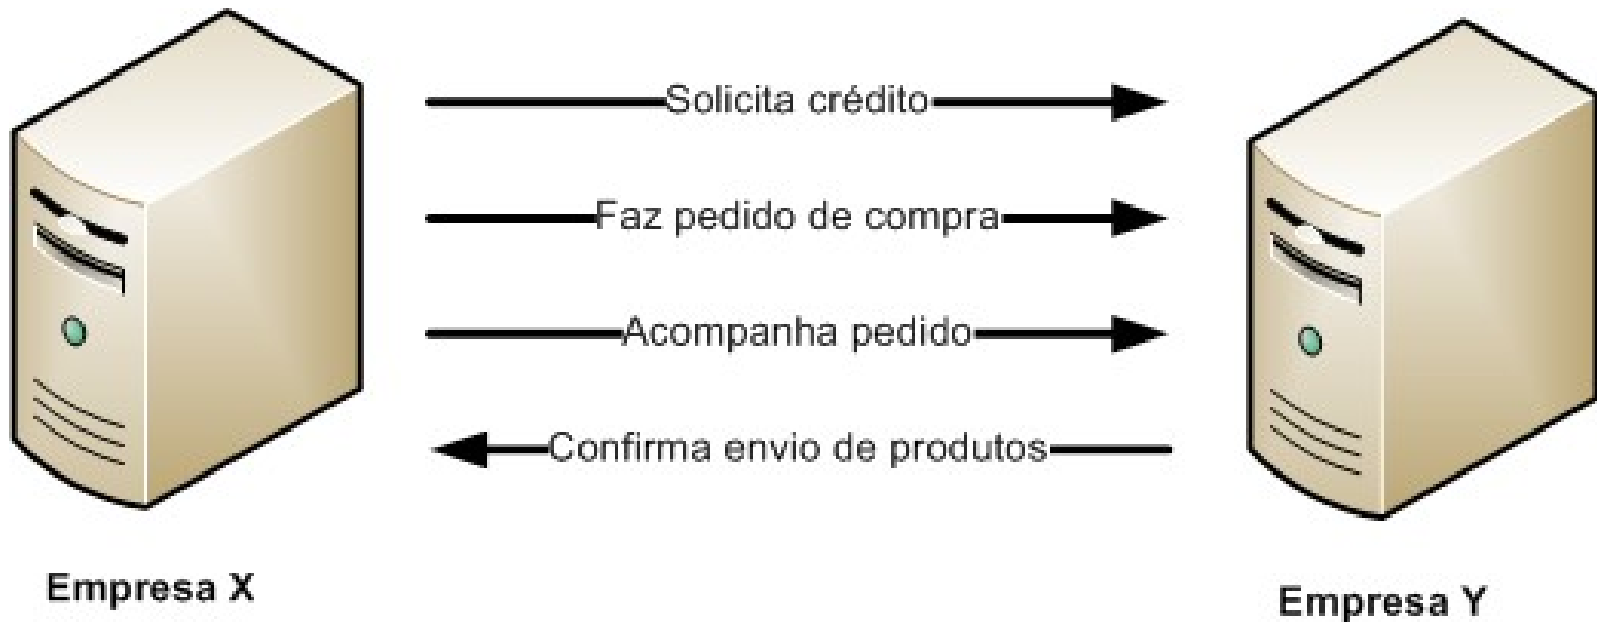 Solicita crédito
Faz pedido de compra
Acompanha pedido
Confirma envio de produtos
Empresa X
Empresa Y